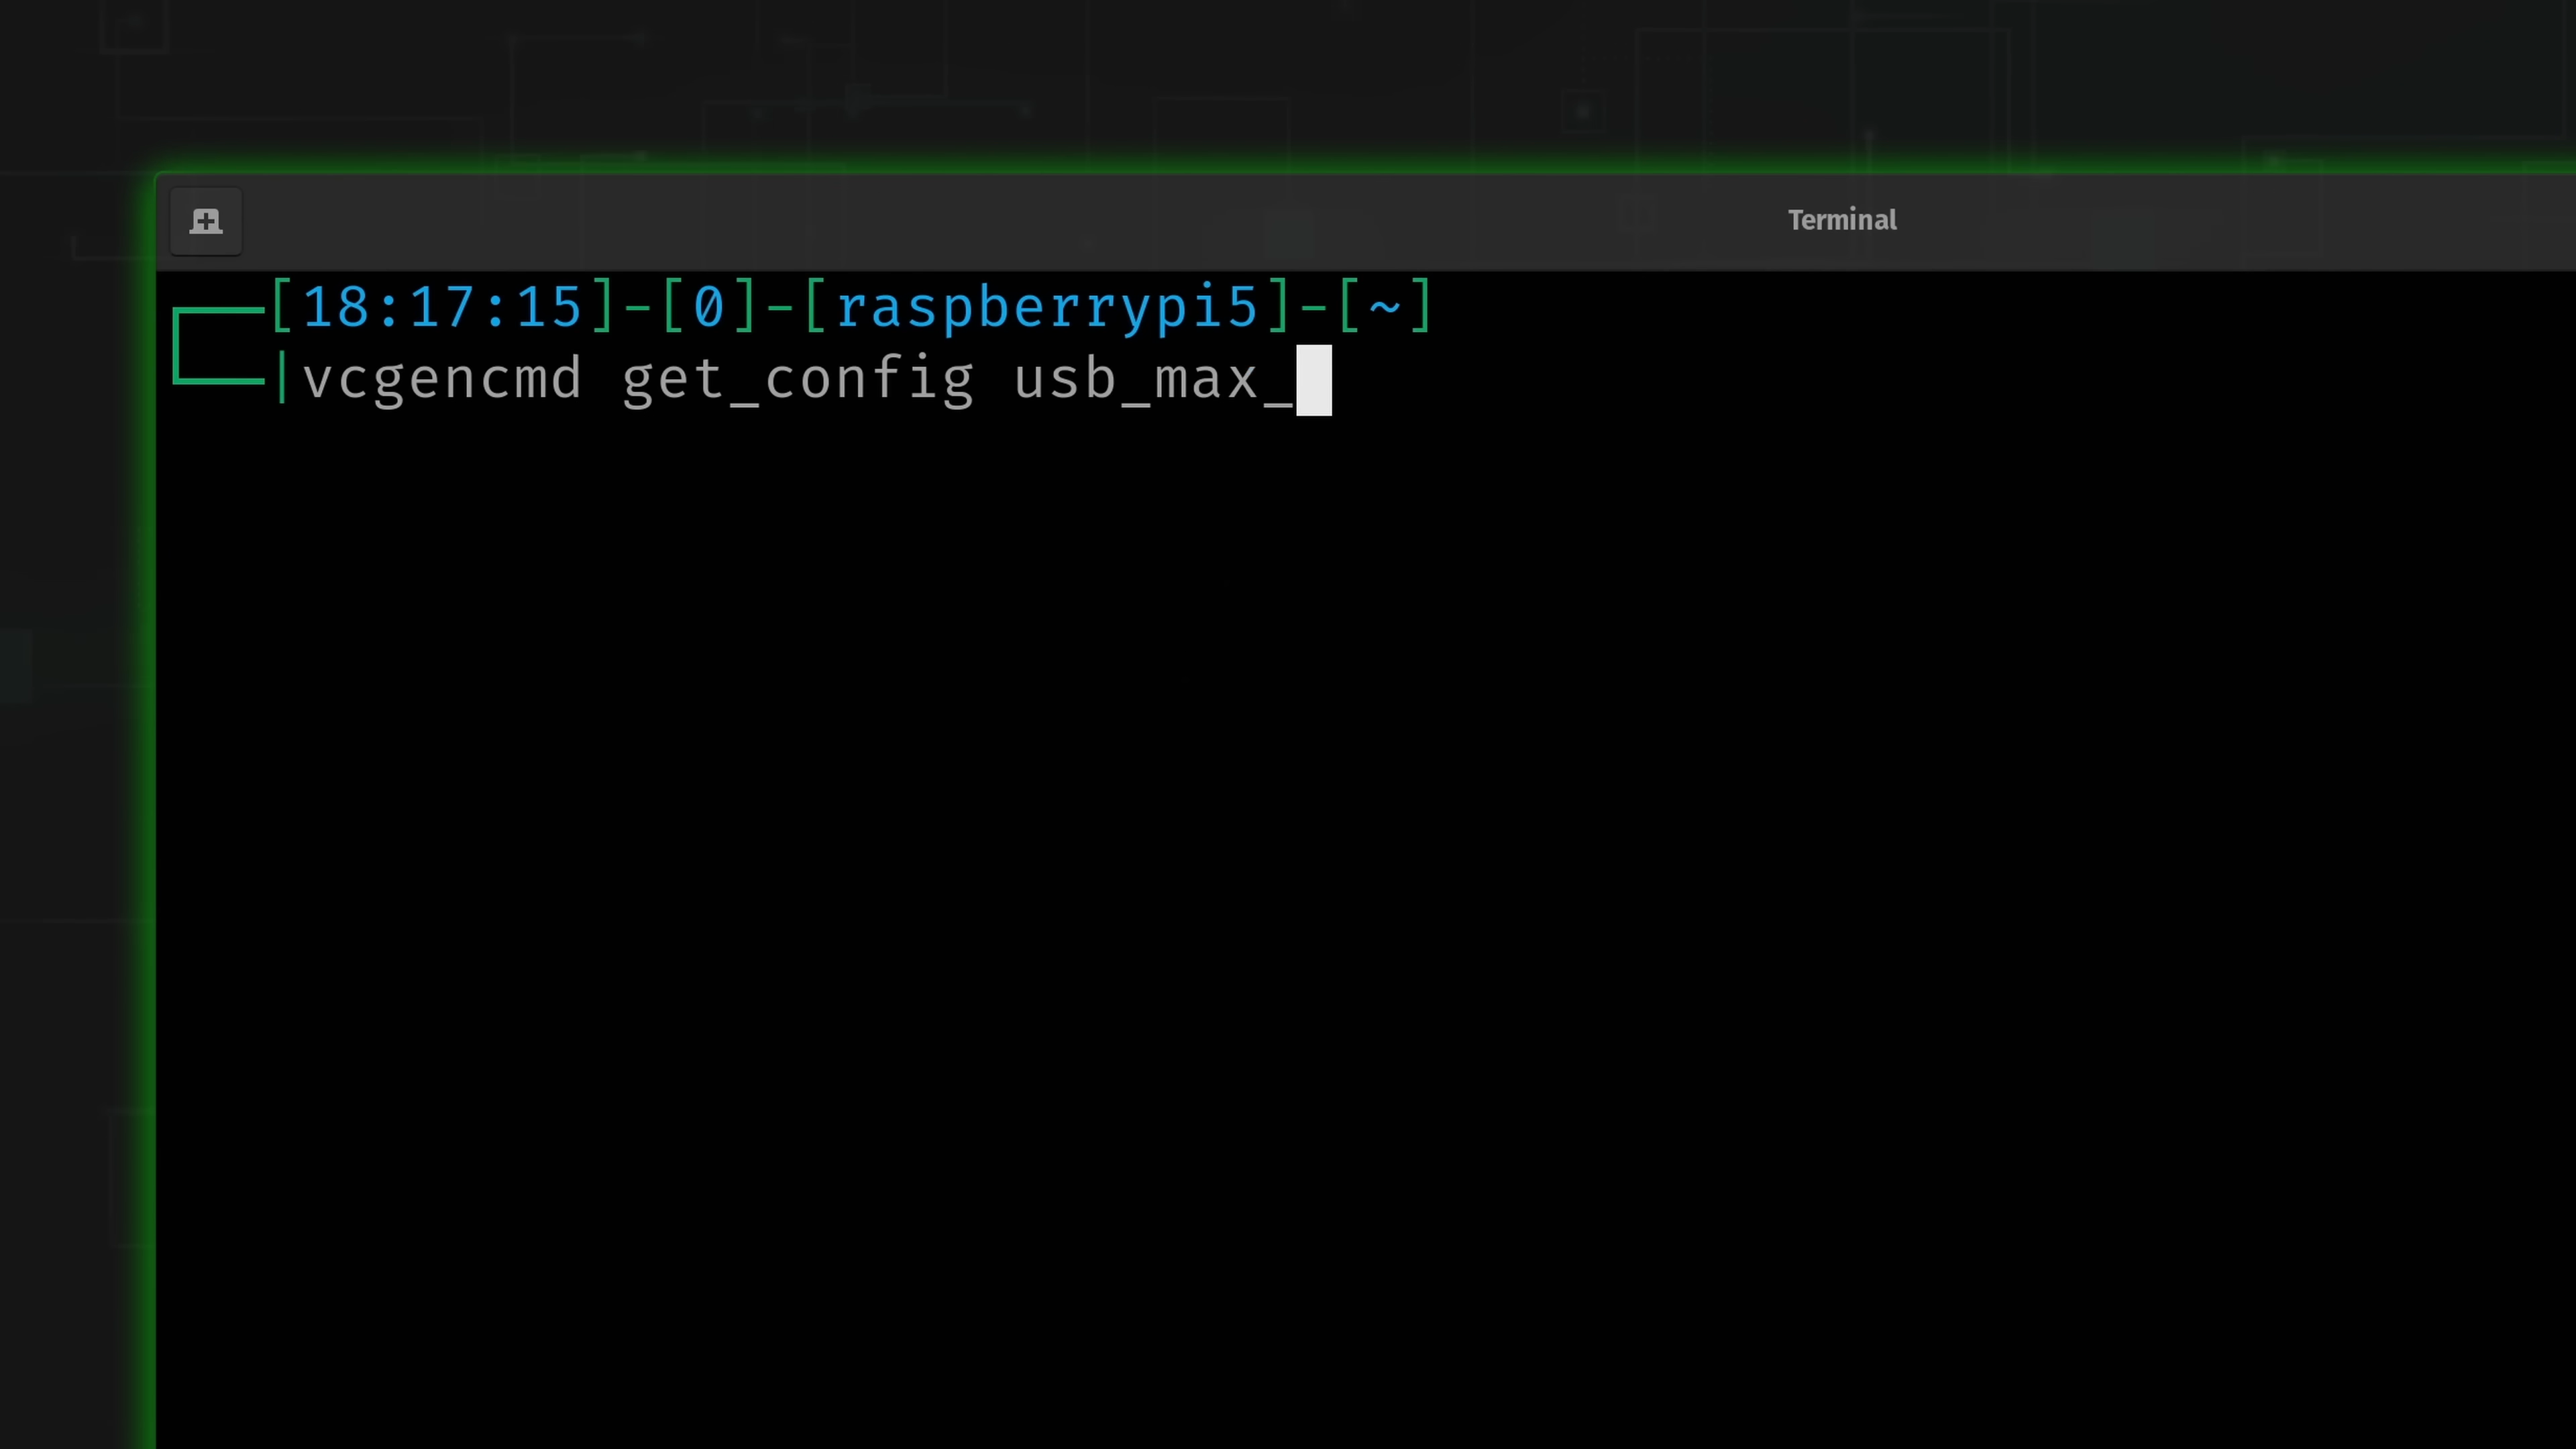 Terminal
[18:17:15]-[0]-[raspberrypi5]-[~]
|vcgencmd get_config usb_max_